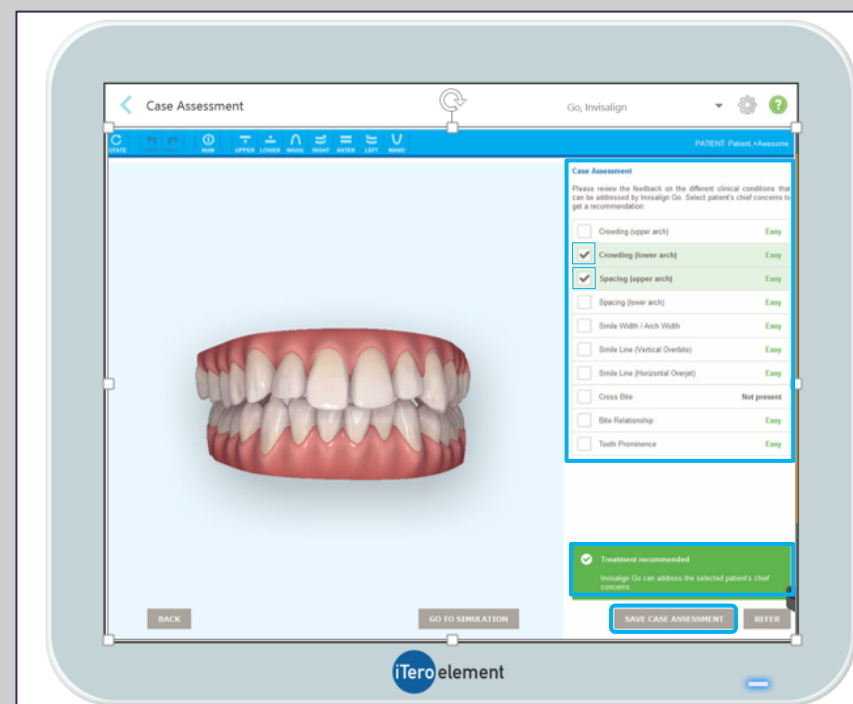 Case Assessment
Go, Invisalign
?
ROTATE
NUM
UPPER LOWER MAXIL RIGHT ANTER LEFT MAND
PATIENT: Patient,+Awesome
Case Assessment
Please review the feedback on the different clinical conditions that
can be addressed by Invisalign Go. Select patient's chief concerns to
get a recommendation:
Crowding (upper arch) Easy
Crowding (lower arch) Easy
Spacing (upper arch) Easy
Spacing (lower arch) Easy
Smile Width / Arch Width Easy
Smile Line (Vertical Overbite) Easy
Smile Line (Horizontal Overjet) Easy
Cross Bite Not present
Bite Relationship Easy
Tooth Prominence Easy
Treatment recommended
Invisalign Go can address the selected patient's chief
concerns.
BACK
GO TO SIMULATION
SAVE CASE ASSESSMENT
REFER
iTero element